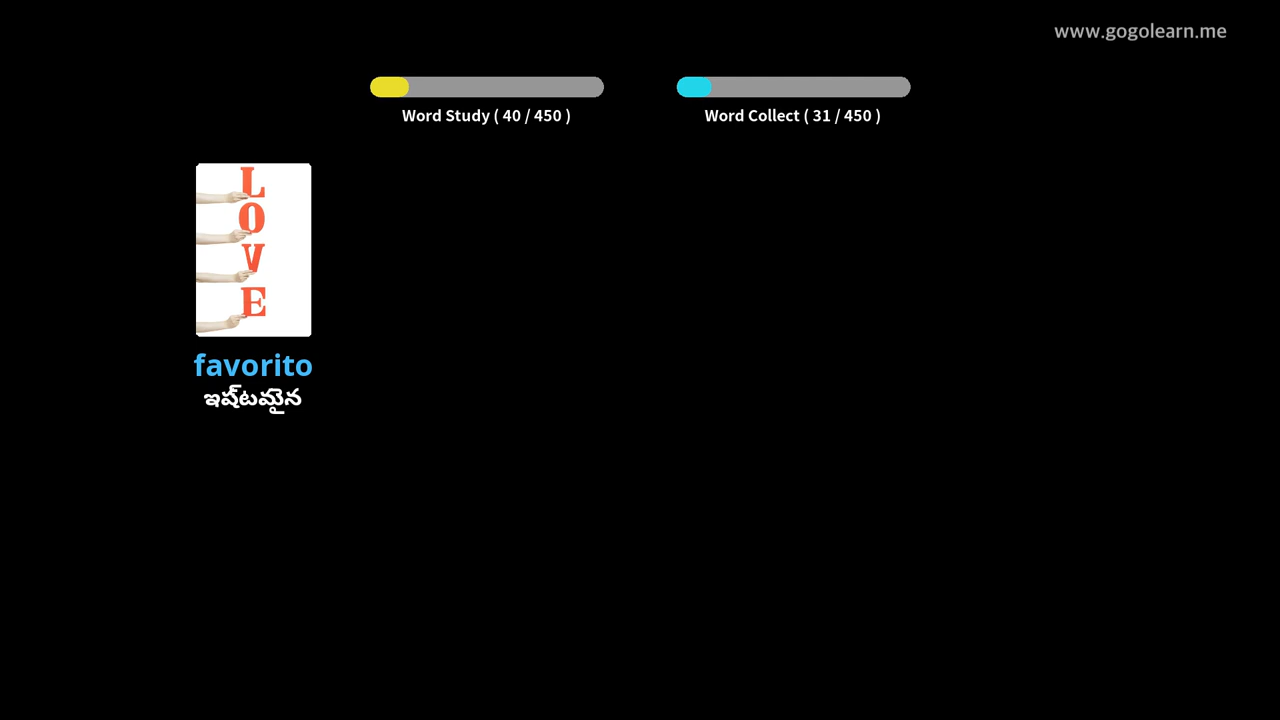 www.gogolearn.me
Word Study ( 40 / 450 )
Word Collect ( 31 / 450 )
L
O
V
E
favorito
ఇష్టమైన